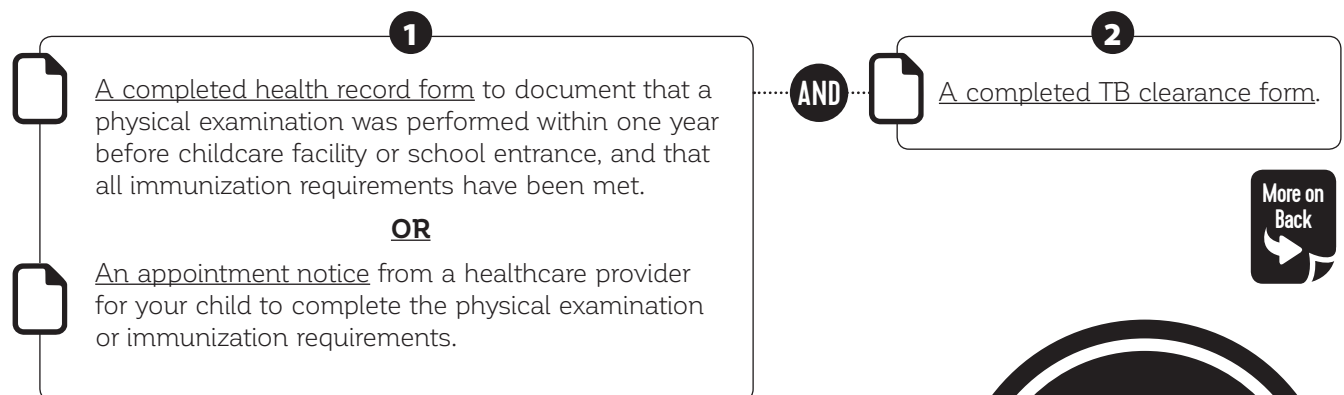 1
A completed health record form to document that a
physical examination was performed within one year
before childcare facility or school entrance, and that
all immunization requirements have been met.
OR
An appointment notice from a healthcare provider
for your child to complete the physical examination
or immunization requirements.
AND
2
A completed TB clearance form.
More on
Back